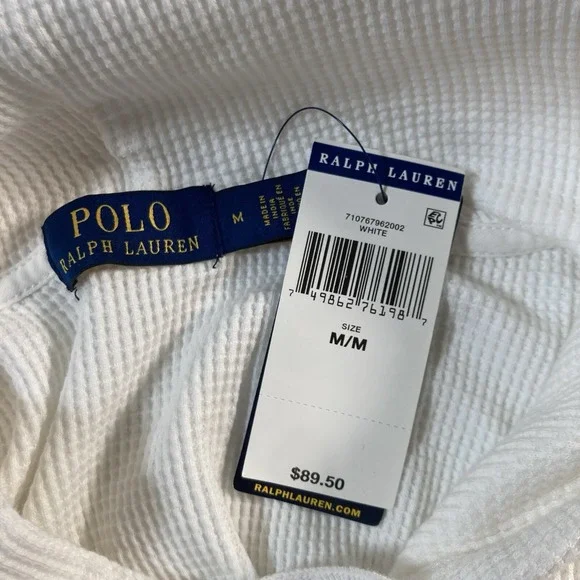 POLO
RALPH LAUREN
M
MADE IN
INDIA
FABRIQUÉ EN
RALPH LAUREN
710767962002
WHITE
7 49862 76198 7
SIZE
M/M
$89.50
RALPHLAUREN.COM